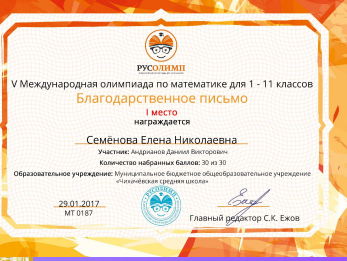 РУСОЛИМП
V Международная олимпиада по математике для 1 - 11 классов
Благодарственное письмо
I место
награждается
Семёнова Елена Николаевна
Участник: Андрианов Даниил Викторович
Количество набранных баллов: 30 из 30
Образовательное учреждение: Муниципальное бюджетное общеобразовательное учреждение
«Чихачёвская средняя школа»
29.01.2017
МТ 0187
РУСОЛИМП
Главный редактор С.К. Ежов